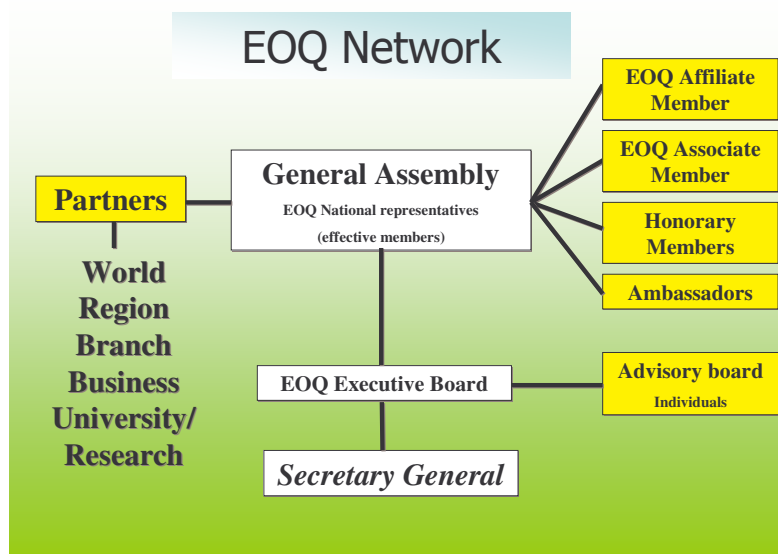 EOQ Network
EOQ Affiliate
Member
EOQ Associate
Member
Honorary
Members
Ambassadors
General Assembly
EOQ National representatives
(effective members)
Partners
World
Region
Branch
Business
University/
Research
EOQ Executive Board
Advisory board
Individuals
Secretary General